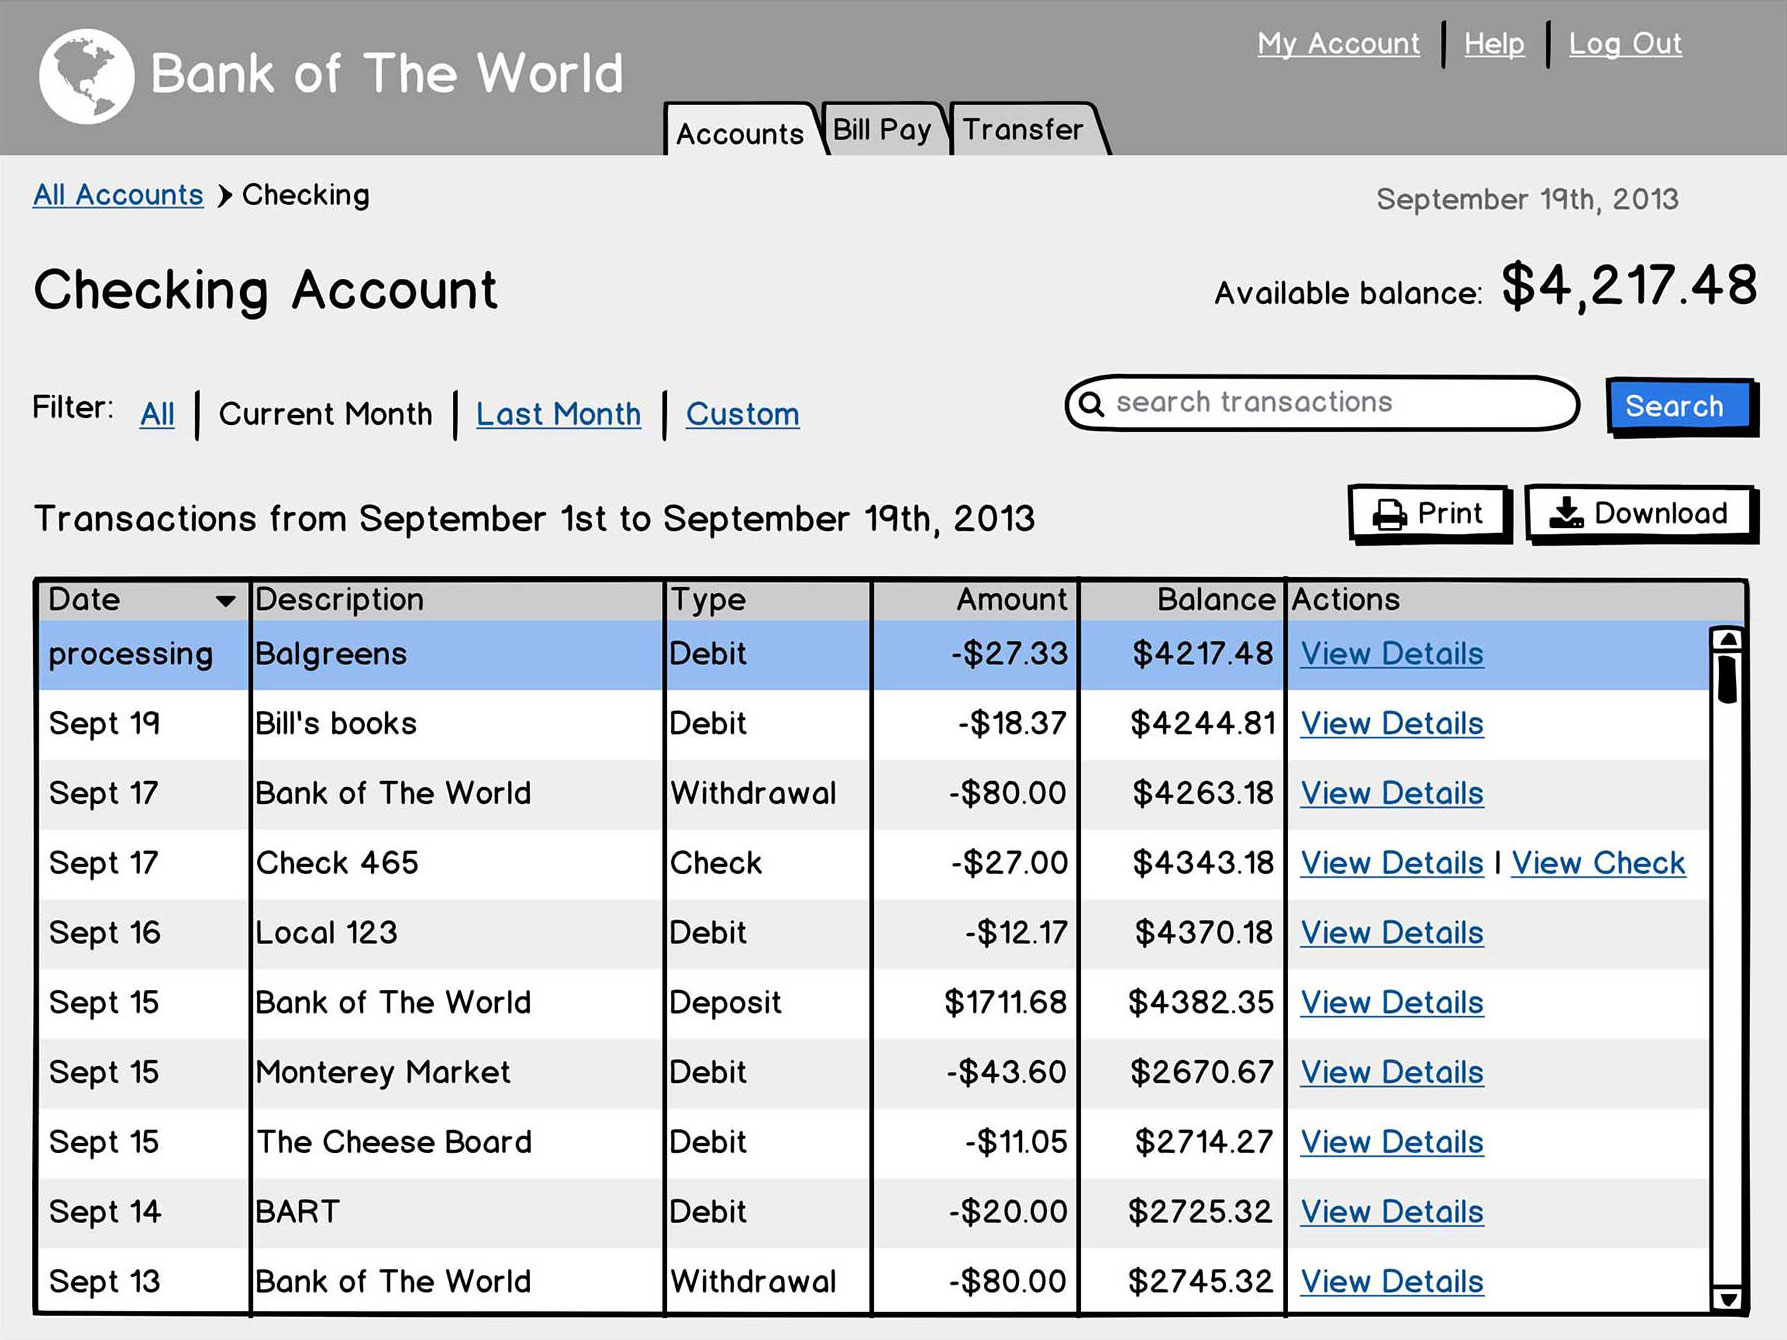 My Account | Help | Log Out
Bank of The World
Accounts Bill Pay Transfer
All Accounts Checking
September 19th, 2013
Checking Account
Available balance: $4,217.48
Filter: All | Current Month | Last Month | Custom
search transactions Search
Transactions from September 1st to September 19th, 2013
Print Download
Date Description Type Amount Balance Actions
processing Balgreens Debit -$27.33 $4217.48 View Details
Sept 19 Bill's books Debit -$18.37 $4244.81 View Details
Sept 17 Bank of The World Withdrawal -$80.00 $4263.18 View Details
Sept 17 Check 465 Check -$27.00 $4343.18 View Details | View Check
Sept 16 Local 123 Debit -$12.17 $4370.18 View Details
Sept 15 Bank of The World Deposit $1711.68 $4382.35 View Details
Sept 15 Monterey Market Debit -$43.60 $2670.67 View Details
Sept 15 The Cheese Board Debit -$11.05 $2714.27 View Details
Sept 14 BART Debit -$20.00 $2725.32 View Details
Sept 13 Bank of The World Withdrawal -$80.00 $2745.32 View Details